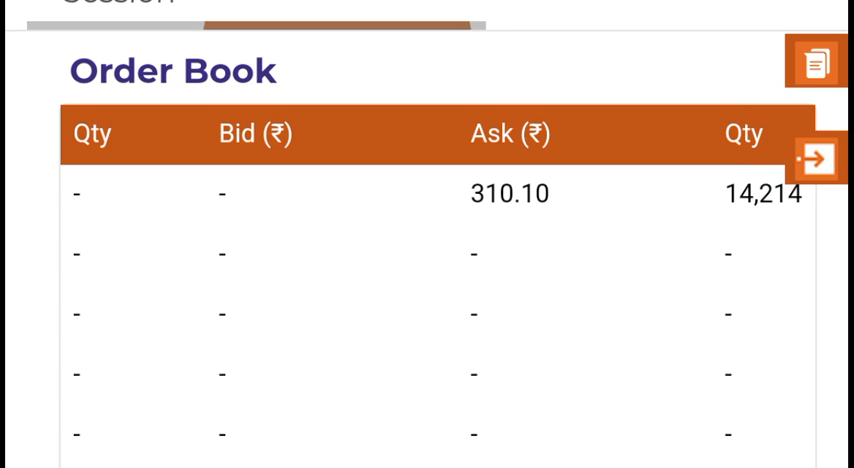 Order Book
Qty Bid (₹) Ask (₹) Qty
- - 310.10 14,214
- - - -
- - - -
- - - -
- - - -